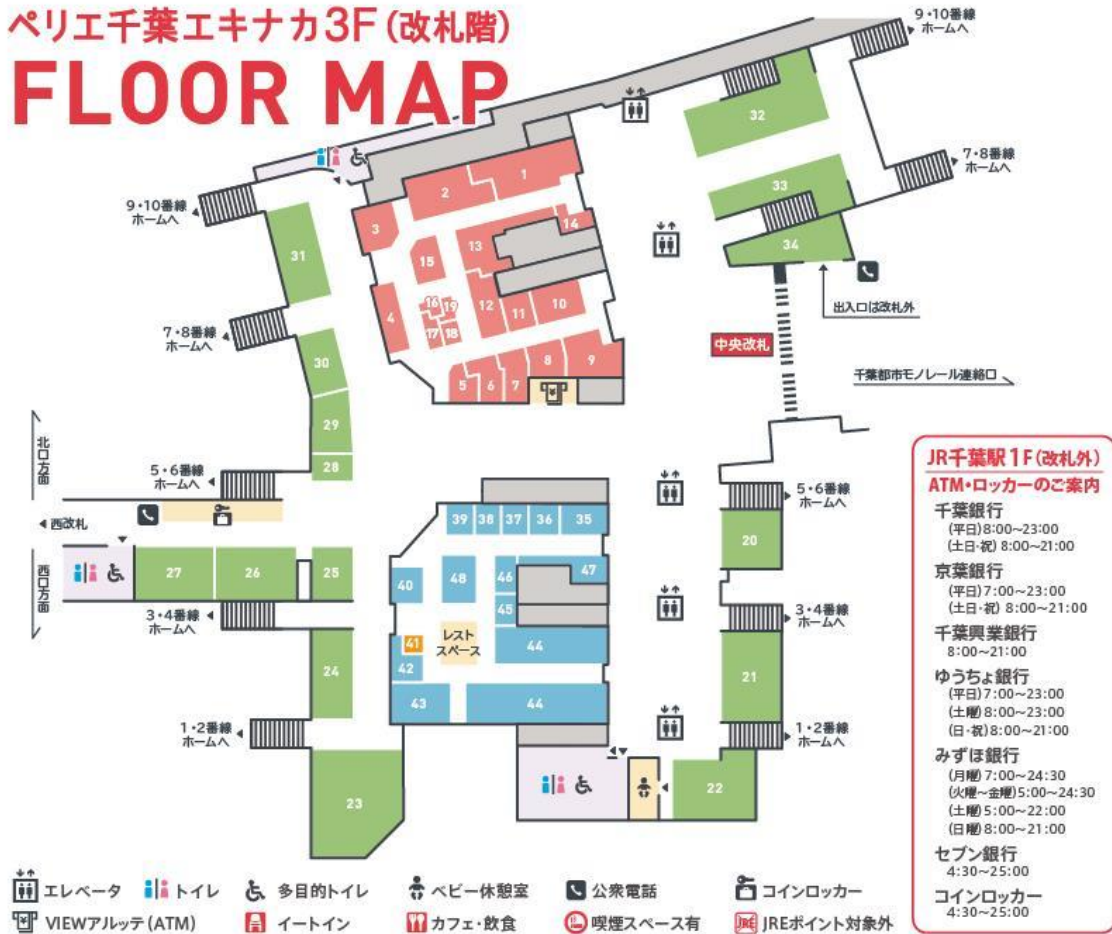 ペリエ千葉エキナカ3F(改札階)
FLOOR MAP
9・10番線
ホームへ
32
7・8番線
ホームへ
33
34
出入口は改札外
中央改札
千葉都市モノレール連絡口
9・10番線
ホームへ
31
7・8番線
ホームへ
30
29
28
1
2
3
14
13
15
16
19
17
18
12
11
10
4
5
6
7
8
9
北口方面
5・6番線
ホームへ
西改札
西口方面
27
26
25
3・4番線
ホームへ
24
1・2番線
ホームへ
23
39
38
37
36
35
40
48
46
47
45
41
レスト
スペース
44
42
43
44
5・6番線
ホームへ
20
3・4番線
ホームへ
21
1・2番線
ホームへ
22
JR千葉駅1F(改札外)
ATM・ロッカーのご案内
千葉銀行
(平日)8:00～23:00
(土日・祝) 8:00～21:00
京葉銀行
(平日)7:00～23:00
(土日・祝) 8:00～21:00
千葉興業銀行
8:00～21:00
ゆうちょ銀行
(平日)7:00～23:00
(土曜)8:00～23:00
(日・祝)8:00～21:00
みずほ銀行
(月曜)7:00～24:30
(火曜～金曜)5:00～24:30
(土曜)5:00～22:00
(日曜)8:00～21:00
セブン銀行
4:30～25:00
コインロッカー
4:30～25:00
エレベータ
トイレ
多目的トイレ
ベビー休憩室
公衆電話
コインロッカー
VIEWアルッテ(ATM)
イートイン
カフェ・飲食
喫煙スペース有
JRE JREポイント対象外